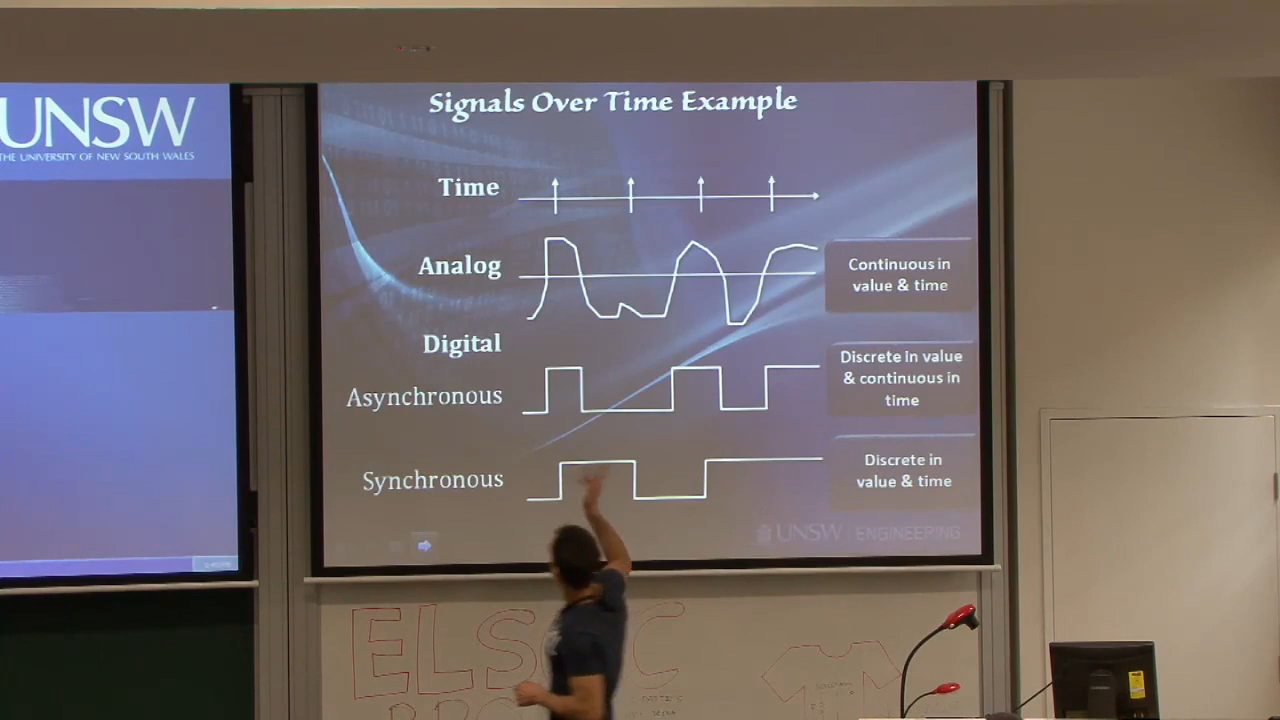 UNSW
THE UNIVERSITY OF NEW SOUTH WALES
Signals Over Time Example
Time
Analog
Continuous in
value & time
Digital
Asynchronous
Discrete in value
& continuous in
time
Synchronous
Discrete in
value & time
UNSW ENGINEERING